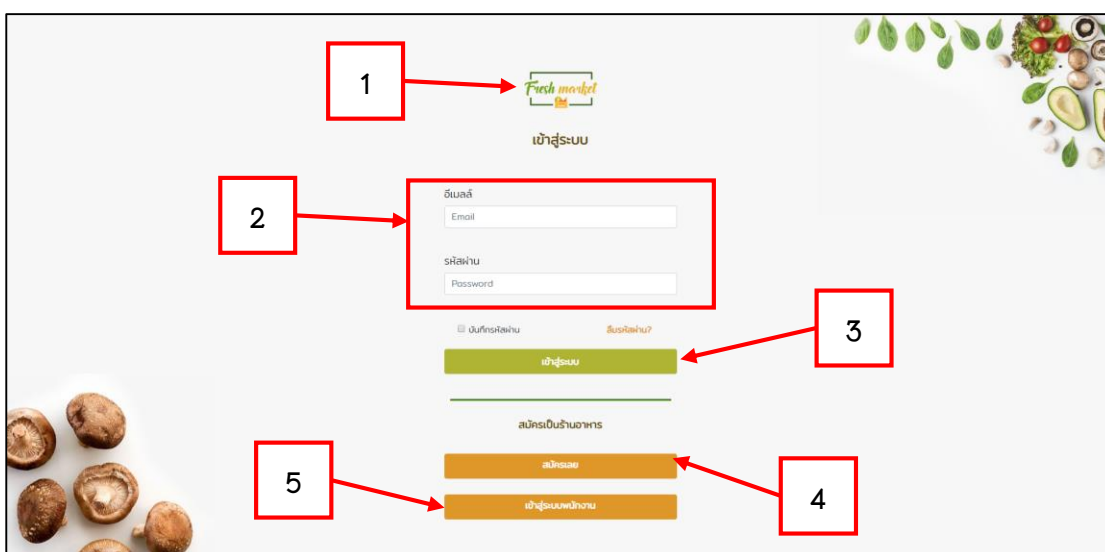 1
Fresh market
เข้าสู่ระบบ
อีเมลล์
2
Email
รหัสผ่าน
Password
บันทึกรหัสผ่าน ลืมรหัสผ่าน?
3
เข้าสู่ระบบ
สมัครเป็นร้านอาหาร
สมัครเลย
5
4
เข้าสู่ระบบพนักงาน